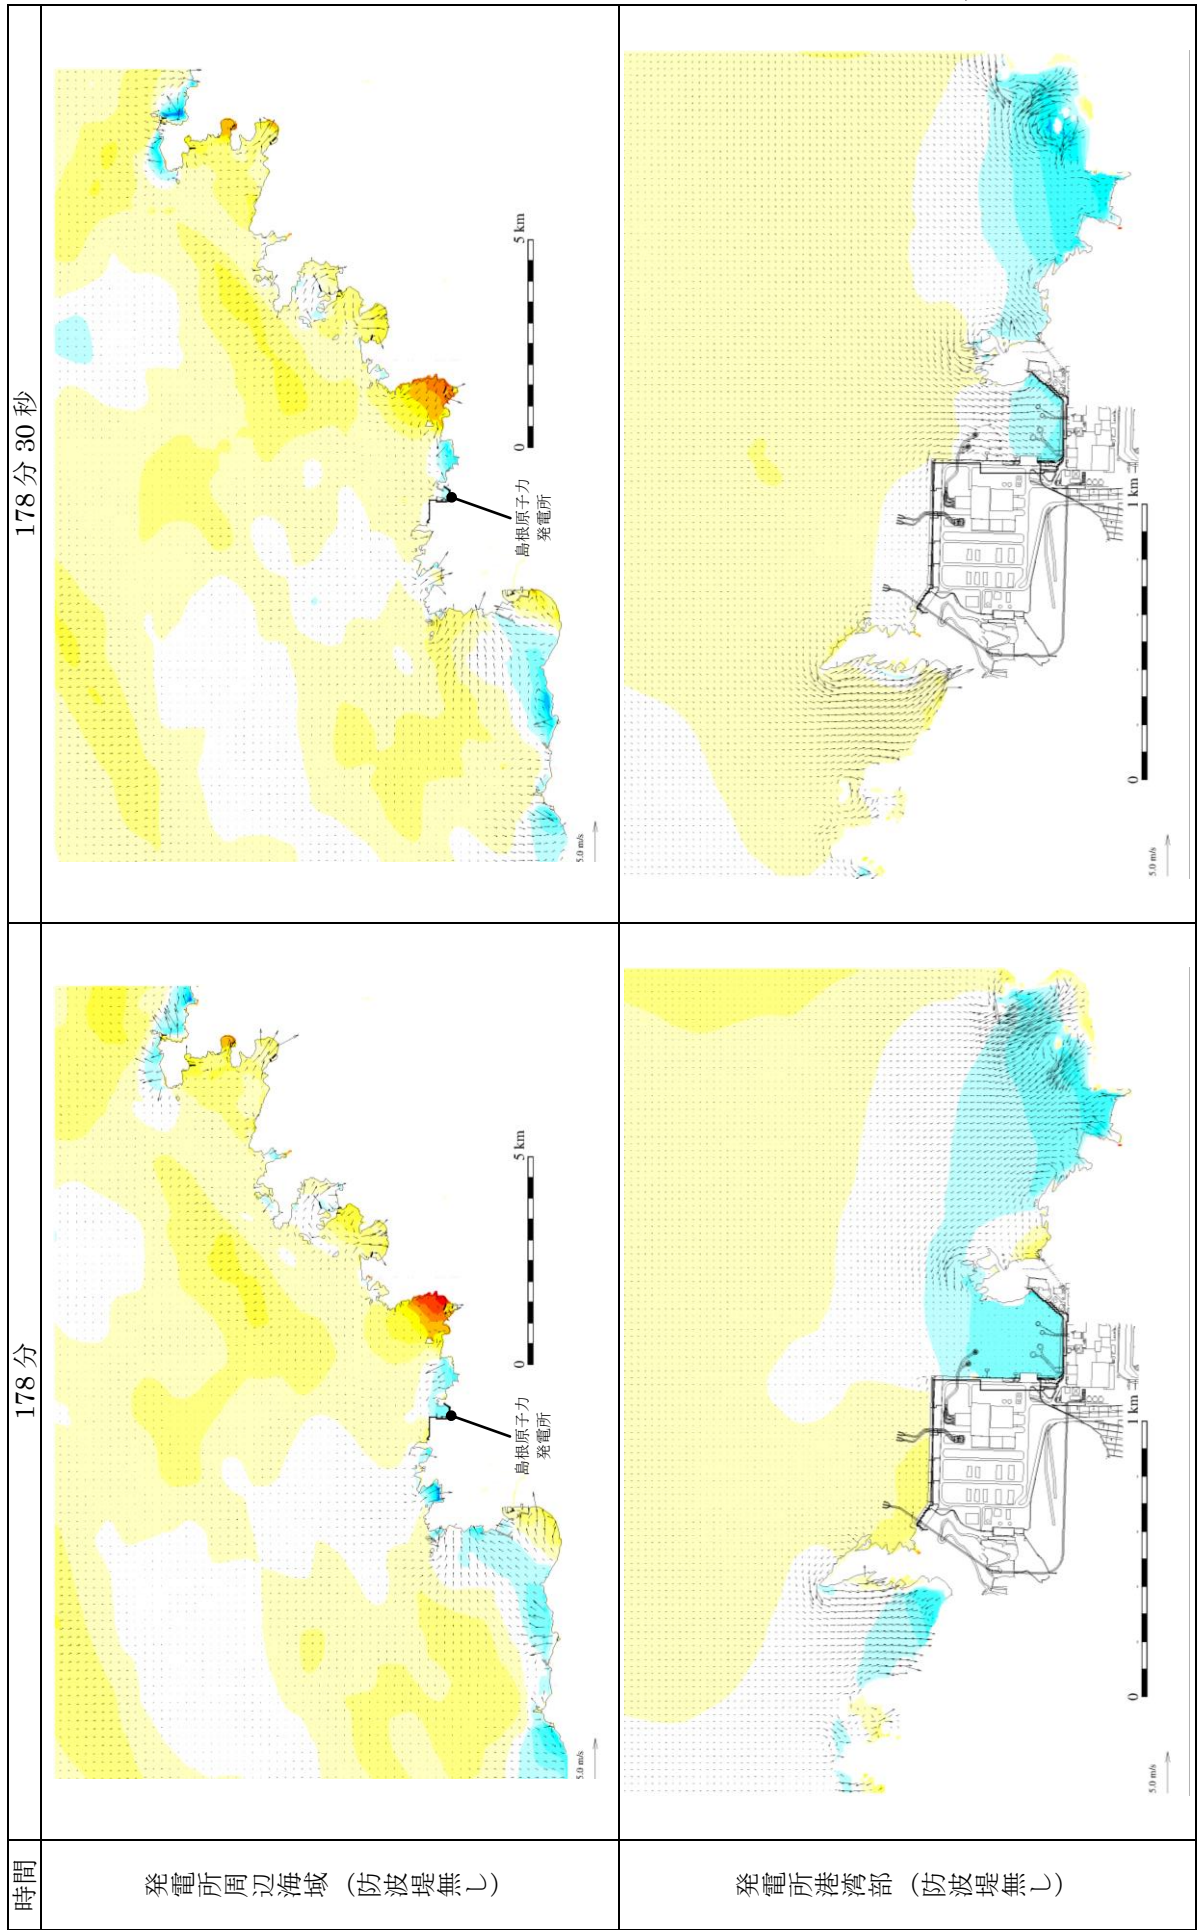 時間
178分
178分 30秒
発電所周辺海域（防波堤無し）
島根原子力
発電所
0
5 km
5.0 m/s
島根原子力
発電所
0
5 km
5.0 m/s
発電所港湾部（防波堤無し）
0
1 km
5.0 m/s
0
1 km
5.0 m/s